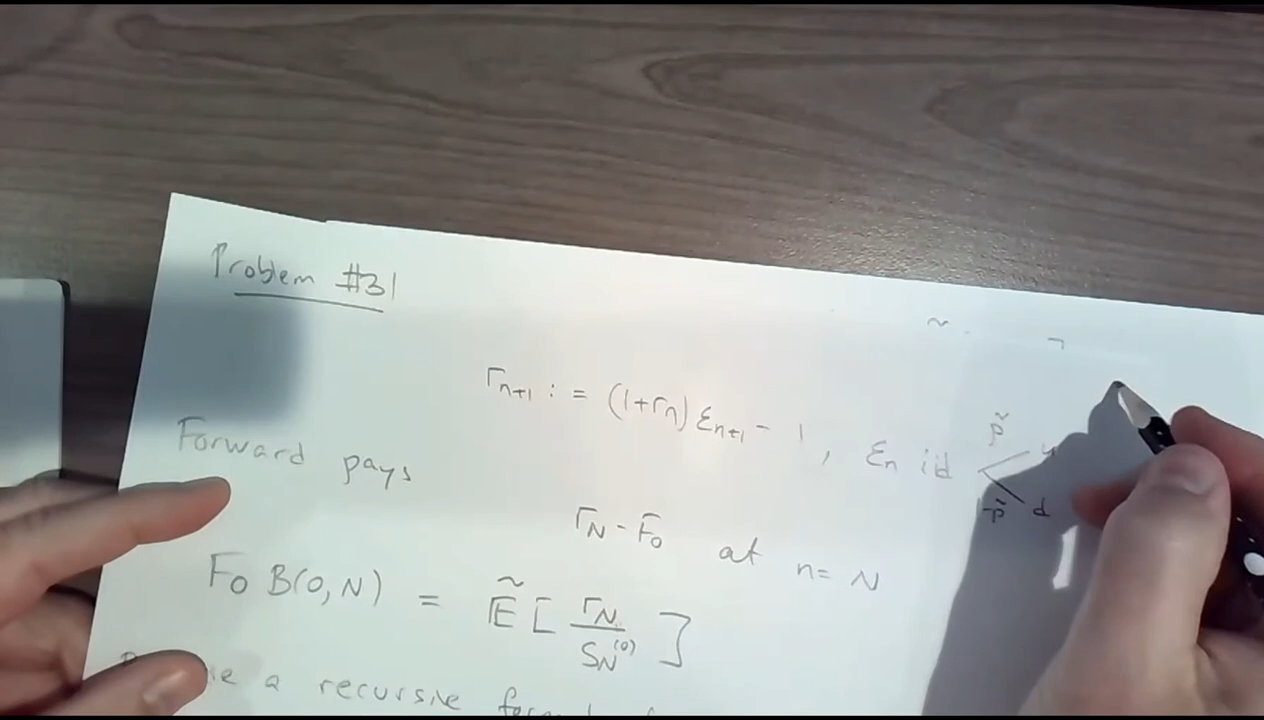 Problem #31
r_{n+1} := (1+r_n) ε_{n+1} - 1, ε_n iid p̃ u
1-p̃ d
Forward pays
r_N - F_0 at n = N
F_0 B(0,N) = Ẽ[ r_N / S_N^{(0)} ]
a recursive